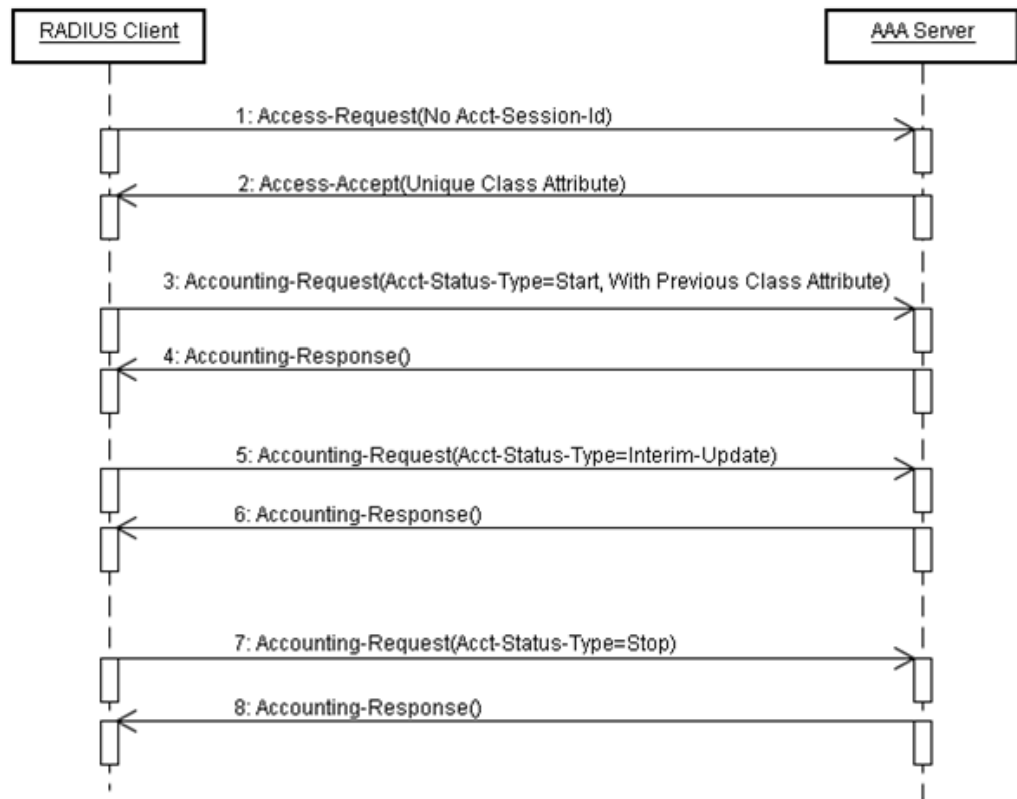 RADIUS Client
AAA Server
1: Access-Request(No Acct-Session-Id)
2: Access-Accept(Unique Class Attribute)
3: Accounting-Request(Acct-Status-Type=Start, With Previous Class Attribute)
4: Accounting-Response()
5: Accounting-Request(Acct-Status-Type=Interim-Update)
6: Accounting-Response()
7: Accounting-Request(Acct-Status-Type=Stop)
8: Accounting-Response()